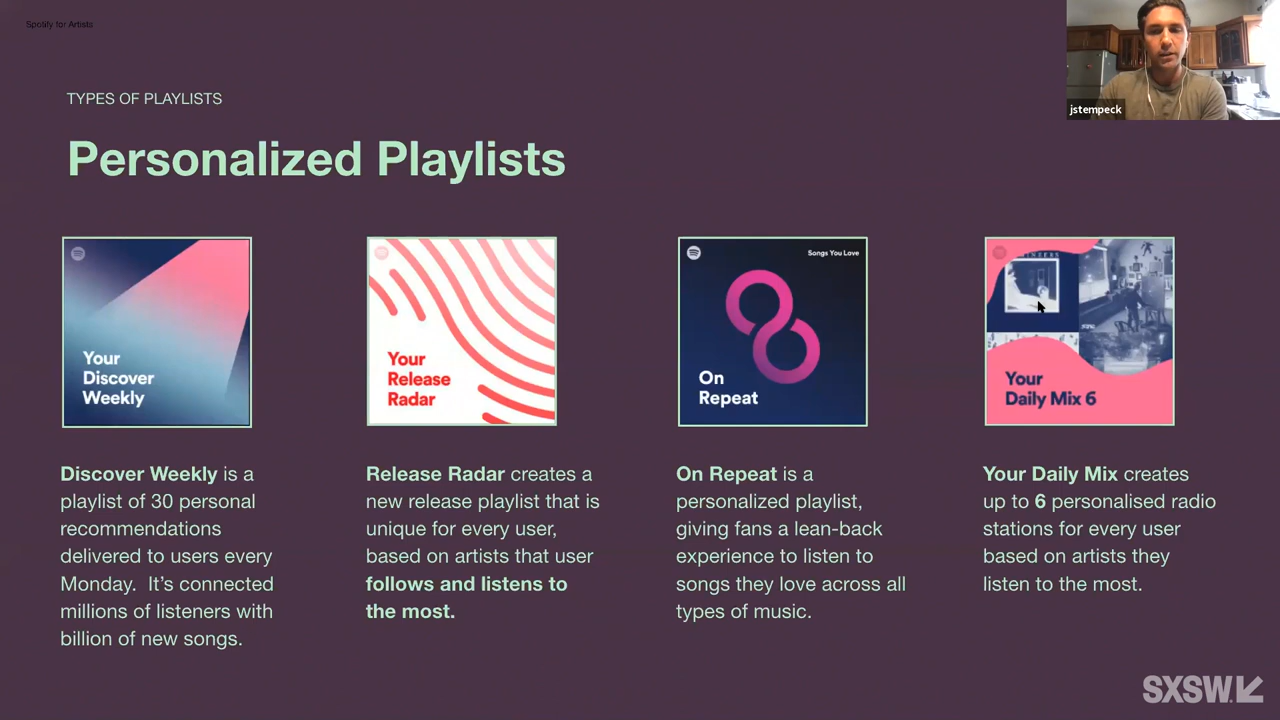 Spotify for Artists
jstempeck
TYPES OF PLAYLISTS
Personalized Playlists
Your
Discover
Weekly
Your
Release
Radar
Songs You Love
On
Repeat
Your
Daily Mix 6
Discover Weekly is a
playlist of 30 personal
recommendations
delivered to users every
Monday.  It's connected
millions of listeners with
billion of new songs.
Release Radar creates a
new release playlist that is
unique for every user,
based on artists that user
follows and listens to
the most.
On Repeat is a
personalized playlist,
giving fans a lean-back
experience to listen to
songs they love across all
types of music.
Your Daily Mix creates
up to 6 personalised radio
stations for every user
based on artists they
listen to the most.
SXSW